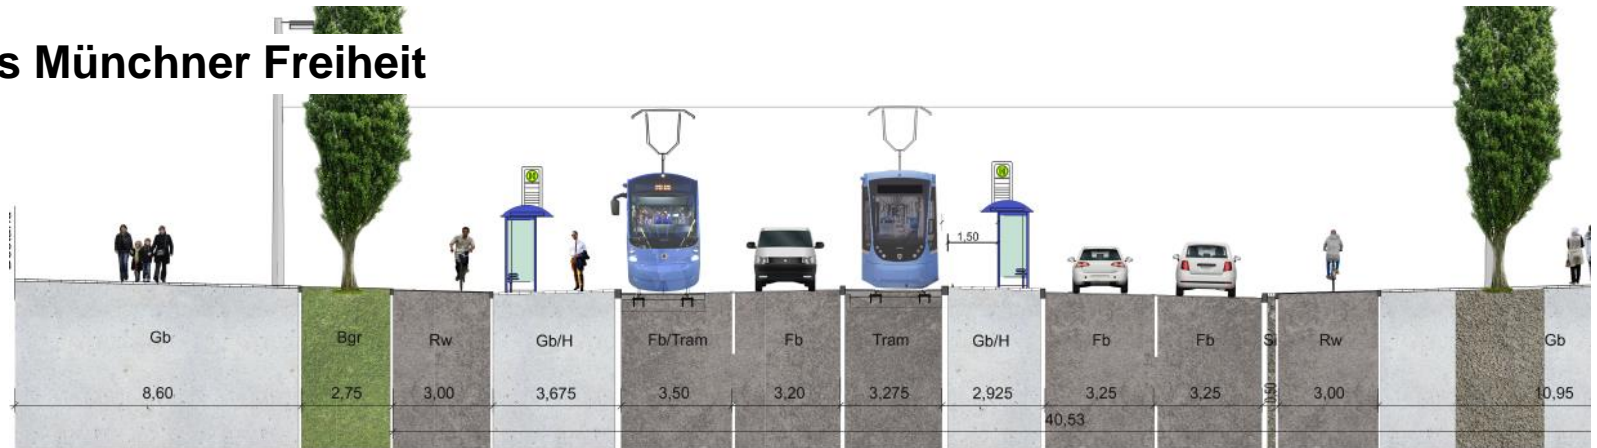 s Münchner Freiheit
H
H
1,50
Gb
Bgr
Rw
Gb/H
Fb/Tram
Fb
Tram
Gb/H
Fb
Fb
Rw
Gb
8,60
2,75
3,00
3,675
3,50
3,20
3.275
2,925
3,25
3,25
0,50
3,00
10,95
40,53